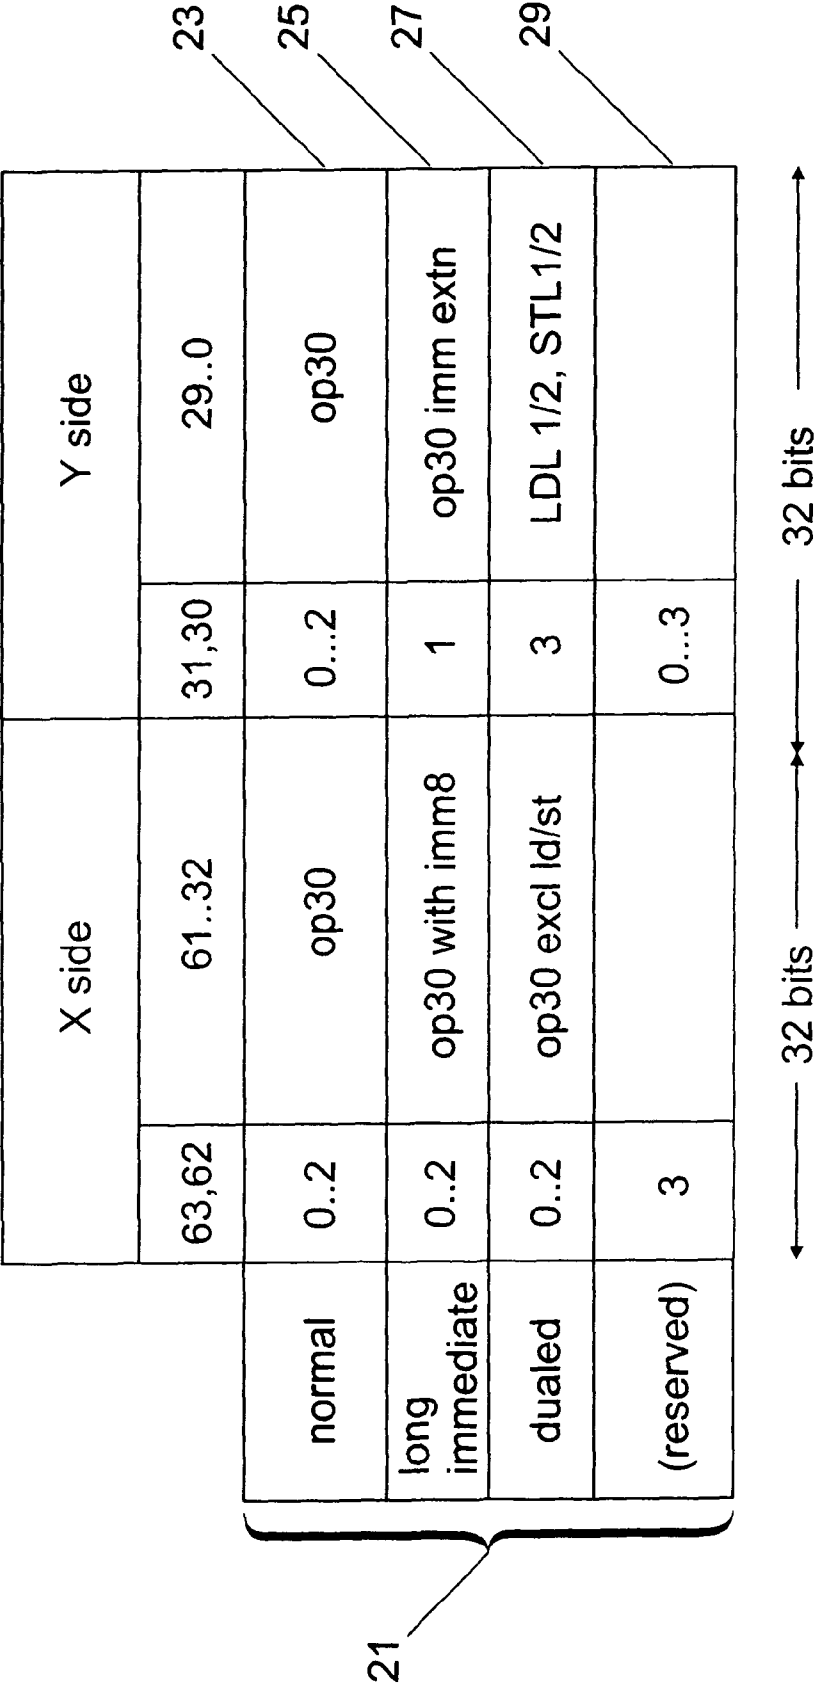 X side
Y side
63,62
61..32
31,30
29..0
normal
0..2
op30
0...2
op30
23
long
immediate
0..2
op30 with imm8
1
op30 imm extn
25
dualed
0..2
op30 excl ld/st
3
LDL 1/2, STL1/2
27
(reserved)
3
0...3
29
21
32 bits
32 bits